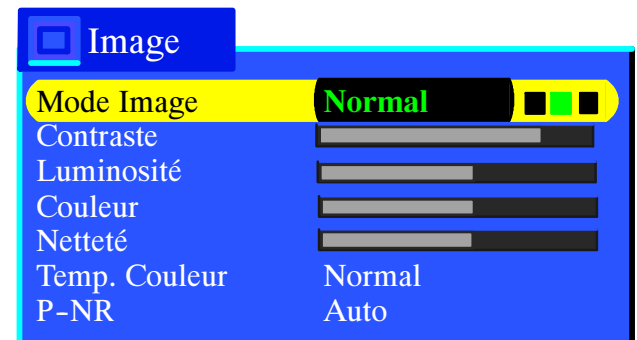 Image
Mode Image Normal
Contraste
Luminosité
Couleur
Netteté
Temp. Couleur Normal
P-NR Auto